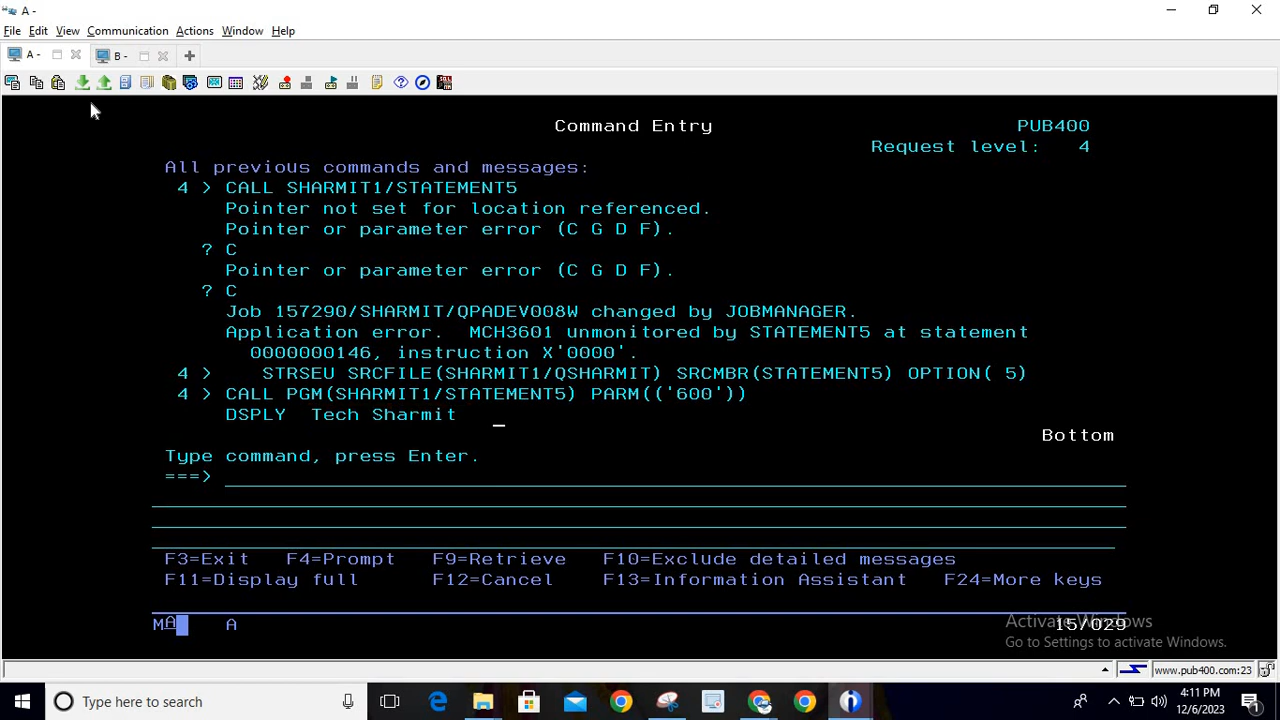 A -
File Edit View Communication Actions Window Help
A - B -
Command Entry PUB400
Request level: 4
All previous commands and messages:
4 > CALL SHARMIT1/STATEMENT5
Pointer not set for location referenced.
Pointer or parameter error (C G D F).
? C
Pointer or parameter error (C G D F).
? C
Job 157290/SHARMIT/QPADEV008W changed by JOBMANAGER.
Application error. MCH3601 unmonitored by STATEMENT5 at statement
0000000146, instruction X'0000'.
4 > STRSEU SRCFILE(SHARMIT1/QSHARMIT) SRCMBR(STATEMENT5) OPTION( 5)
4 > CALL PGM(SHARMIT1/STATEMENT5) PARM(('600'))
DSPLY Tech Sharmit
Bottom
Type command, press Enter.
===>
F3=Exit F4=Prompt F9=Retrieve F10=Exclude detailed messages
F11=Display full F12=Cancel F13=Information Assistant F24=More keys
MA A 15/029
Activate Windows
Go to Settings to activate Windows.
www.pub400.com:23
Type here to search
4:11 PM
12/6/2023